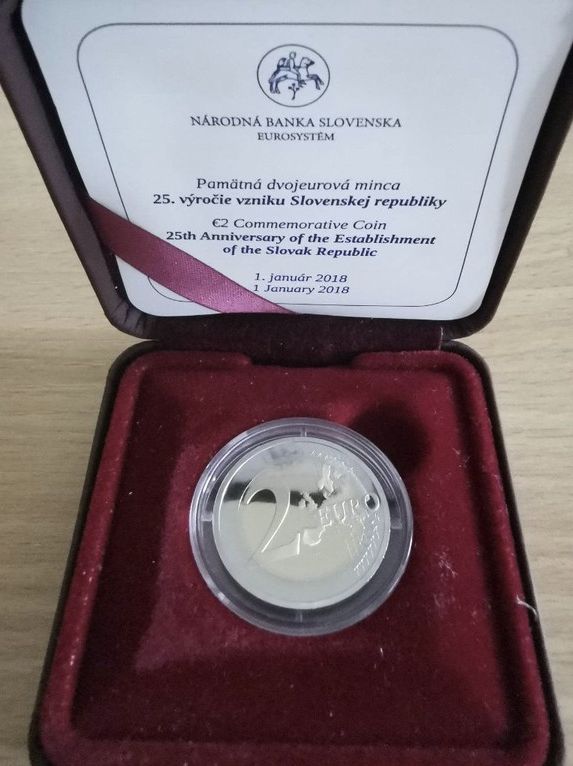 NÁRODNÁ BANKA SLOVENSKA
EUROSYSTÉM
Pamätná dvojeurová minca
25. výročie vzniku Slovenskej republiky
€2 Commemorative Coin
25th Anniversary of the Establishment
of the Slovak Republic
1. január 2018
1 January 2018
2 EURO